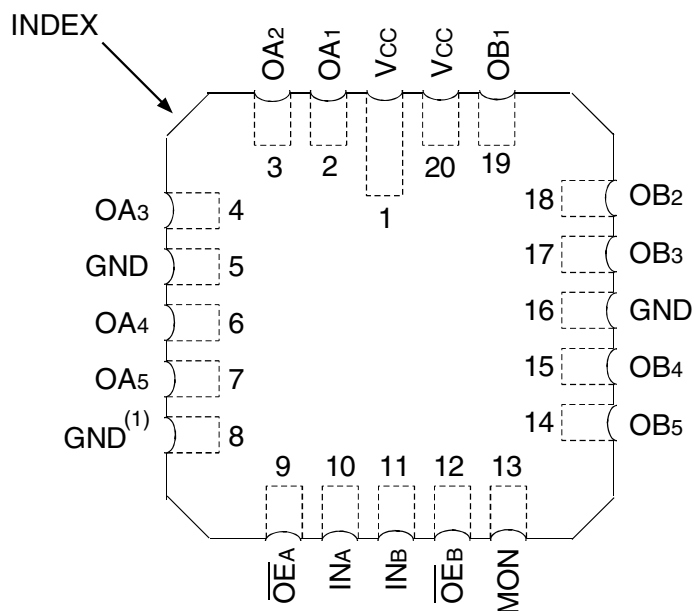 INDEX
OA2
OA1
VCC
VCC
OB1
3
2
1
20
19
OA3
4
GND
5
OA4
6
OA5
7
GND(1)
8
18
OB2
17
OB3
16
GND
15
OB4
14
OB5
9
10
11
12
13
O̅E̅A
INA
INB
O̅E̅B
MON